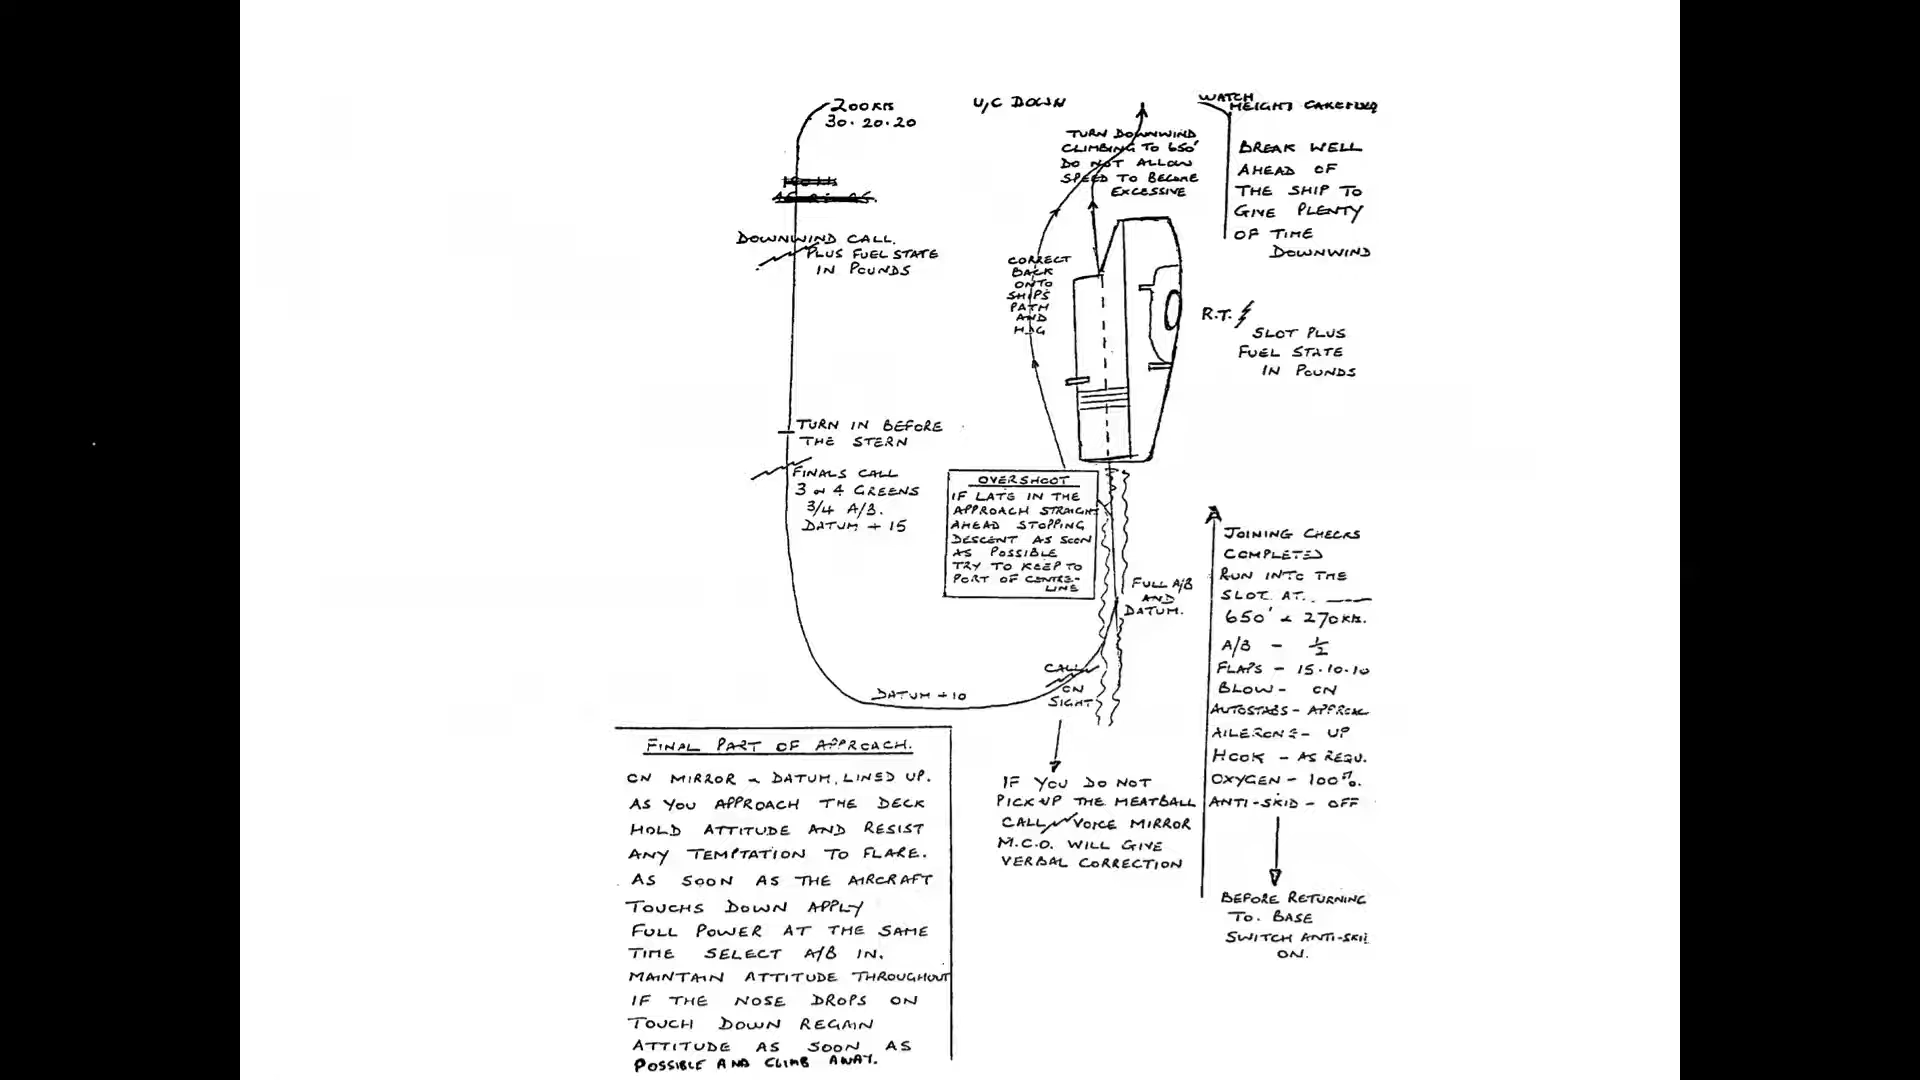 200KTS
30·20·20
U/C DOWN
WATCH
HEIGHT CAREFULLY
TURN DOWNWIND
CLIMBING TO 650'
DO NOT ALLOW
SPEED TO BECOME
EXCESSIVE
BREAK WELL
AHEAD OF
THE SHIP TO
GIVE PLENTY
OF TIME
DOWNWIND
DOWNWIND CALL.
PLUS FUEL STATE
IN POUNDS
CORRECT
BACK
ONTO
SHIPS
PATH
AND
R.T.
SLOT PLUS
FUEL STATE
IN POUNDS
TURN IN BEFORE
THE STERN
FINALS CALL
3 or 4 GREENS
3/4 A/B.
DATUM + 15
OVERSHOOT
IF LATE IN THE
APPROACH STRAIGHT
AHEAD STOPPING
DESCENT AS SOON
AS POSSIBLE
TRY TO KEEP TO
PORT OF CENTRE-
LINE
FULL A/B
AND
DATUM.
CALL
ON
SIGHT
DATUM + 10
JOINING CHECKS
COMPLETED
RUN INTO THE
SLOT AT.
650' & 270 KTS.
A/B - 1/2
FLAPS - 15·10·10
BLOW - ON
AUTOSTABS - APPROX
AILERONS - UP
HOOK - AS REQU.
OXYGEN - 100%.
ANTI-SKID - OFF
BEFORE RETURNING
TO. BASE
SWITCH ANTI-SKI
ON.
IF YOU DO NOT
PICK UP THE MEATBALL
CALL VOICE MIRROR
M.C.O. WILL GIVE
VERBAL CORRECTION
FINAL PART OF APPROACH.
ON MIRROR - DATUM, LINED UP.
AS YOU APPROACH THE DECK
HOLD ATTITUDE AND RESIST
ANY TEMPTATION TO FLARE.
AS SOON AS THE AIRCRAFT
TOUCHS DOWN APPLY
FULL POWER AT THE SAME
TIME SELECT A/B IN.
MAINTAIN ATTITUDE THROUGHOUT
IF THE NOSE DROPS ON
TOUCH DOWN REGAIN
ATTITUDE AS SOON AS
POSSIBLE AND CLIMB AWAY.